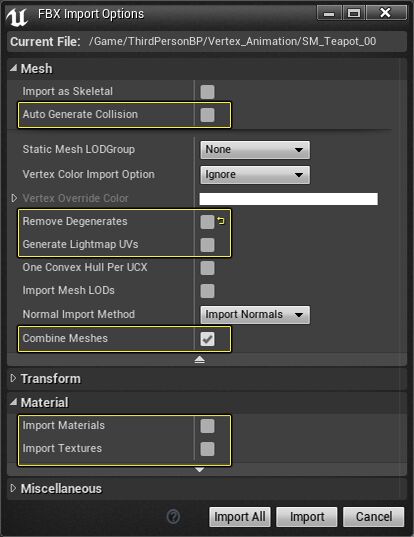 FBX Import Options
Current File: /Game/ThirdPersonBP/Vertex_Animation/SM_Teapot_00
Mesh
Import as Skeletal
Auto Generate Collision
Static Mesh LODGroup None
Vertex Color Import Option Ignore
Vertex Override Color
Remove Degenerates
Generate Lightmap UVs
One Convex Hull Per UCX
Import Mesh LODs
Normal Import Method Import Normals
Combine Meshes
Transform
Material
Import Materials
Import Textures
Miscellaneous
? Import All Import Cancel